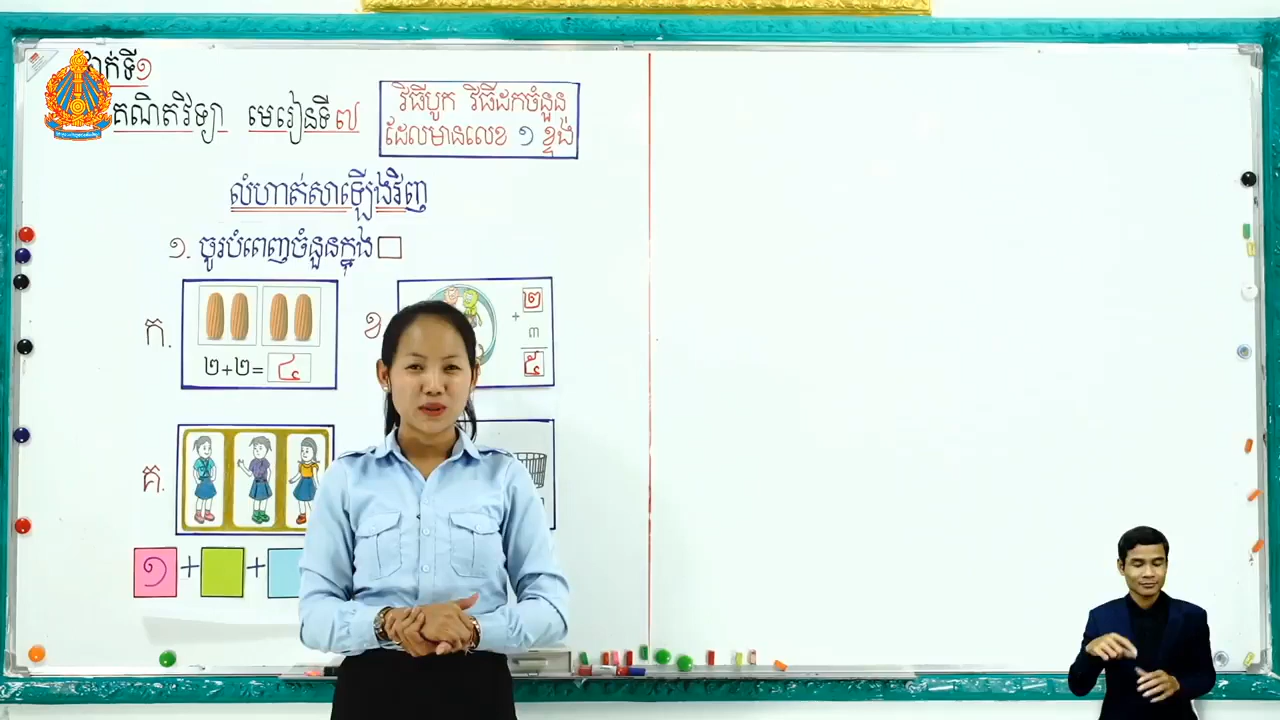 ថ្នាក់ទី១
គណិតវិទ្យា មេរៀនទី៧
វិធីបូក វិធីដកចំនួន
ដែលមានលេខ ១ ខ្ទង់
លំហាត់សាឡើងវិញ
១. ចូរបំពេញចំនួនក្នុង
ក.
២+២= ៤
ខ
២
+
៣
៥
គ.
១ + +